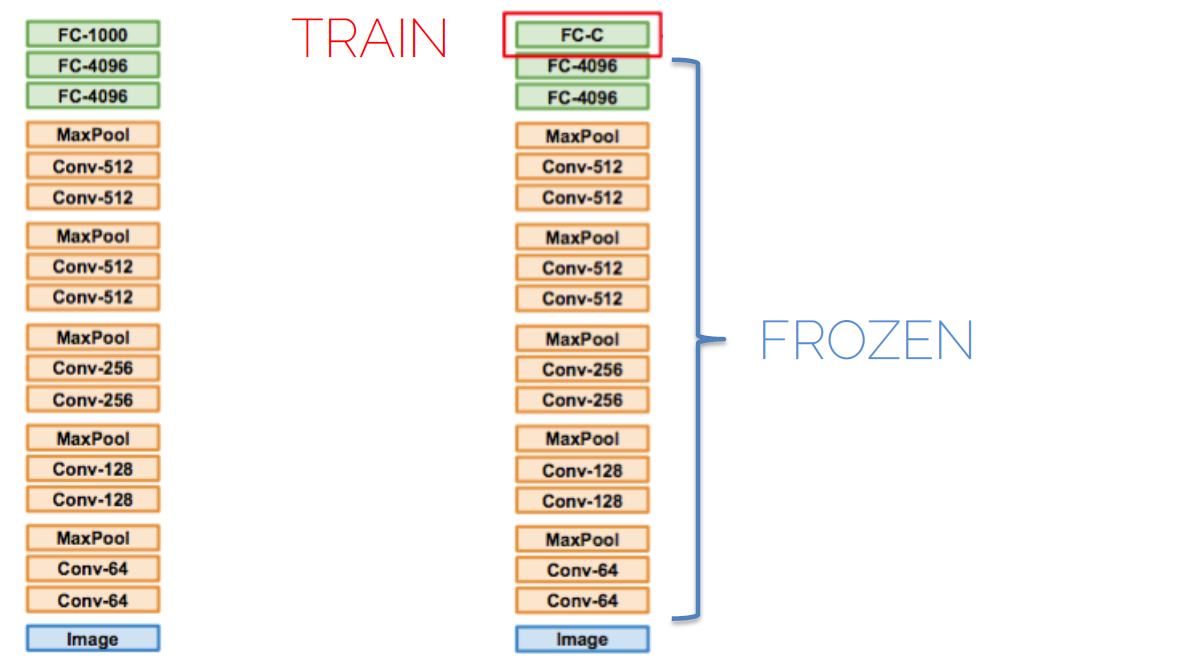 FC-1000
FC-4096
FC-4096
MaxPool
Conv-512
Conv-512
MaxPool
Conv-512
Conv-512
MaxPool
Conv-256
Conv-256
MaxPool
Conv-128
Conv-128
MaxPool
Conv-64
Conv-64
Image
TRAIN
FC-C
FC-4096
FC-4096
MaxPool
Conv-512
Conv-512
MaxPool
Conv-512
Conv-512
MaxPool
Conv-256
Conv-256
MaxPool
Conv-128
Conv-128
MaxPool
Conv-64
Conv-64
Image
FROZEN